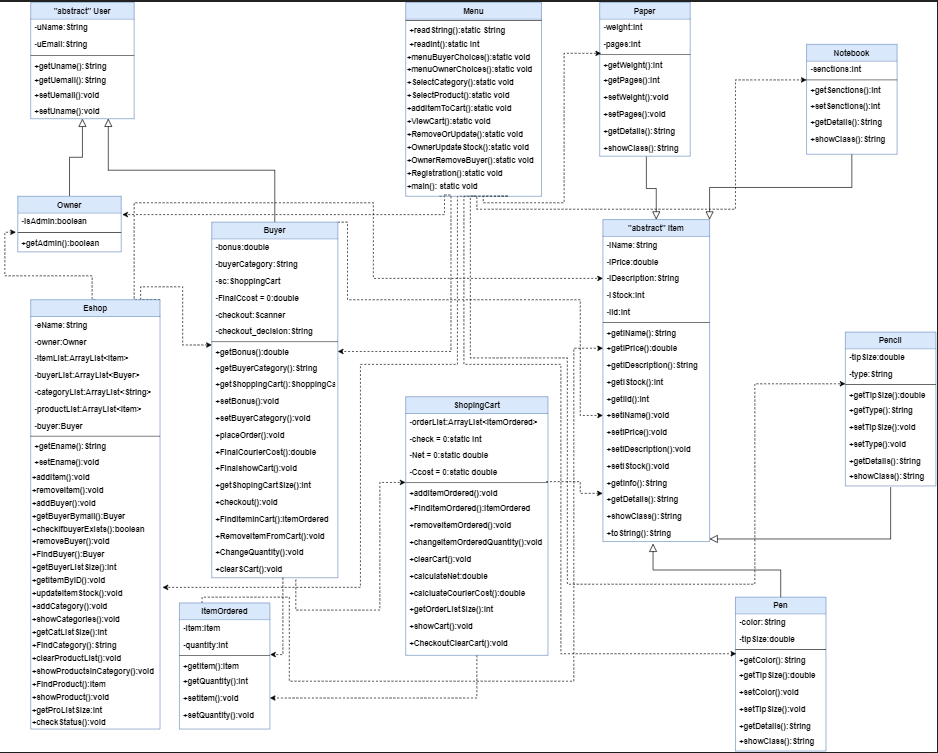 "abstract" User
-uName:String
-uEmail:String
+getUname():String
+getUemail():String
+setUemail():void
+setUname():void
Menu
+readString():static String
+readInt():static int
+menuBuyerChoices():static void
+menuOwnerChoices():static void
+SelectCategory():static void
+SelectProduct():static void
+addItemToCart():static void
+ViewCart():static void
+RemoveOrUpdate():static void
+OwnerUpdateStock():static void
+OwnerRemoveBuyer():static void
+Registration():static void
+main(): static void
Paper
-weight:int
-pages:int
+getWeight():int
+getPages():int
+setWeight():void
+setPages():void
+getDetails():String
+showClass():String
Notebook
-senctions:int
+getSenctions():int
+setSenctions():int
+getDetails():String
+showClass():String
Owner
-isAdmin:boolean
+getAdmin():boolean
Buyer
-bonus:double
-buyerCategory:String
-sc:ShoppingCart
-FinalCcost = 0:double
-checkout:Scanner
-checkout_decision:String
+getBonus():double
+getBuyerCategory():String
+getShoppingCart():ShoppingCa
+setBonus():void
+setBuyerCategory():void
+placeOrder():void
+FinalCourierCost():double
+FinalshowCart():void
+getShopingCartSize():int
+checkout():void
+FindItemInCart():ItemOrdered
+RemoveItemFromCart():void
+ChangeQuantity():void
+clearSCart():void
"abstract" Item
-iName:String
-iPrice:double
-iDescription:String
-iStock:int
-iid:int
+getiName():String
+getiPrice():double
+getiDescription():String
+getiStock():int
+getiId():int
+setiName():void
+setiPrice():void
+setiDescription():void
+setiStock():void
+getInfo():String
+getDetails():String
+showClass():String
+toString():String
Eshop
-eName:String
-owner:Owner
-itemList:ArrayList<Item>
-buyerList:ArrayList<Buyer>
-categoryList:ArrayList<String>
-productList:ArrayList<Item>
-buyer:Buyer
+getEname():String
+setEname():void
+addItem():void
+removeItem():void
+addBuyer():void
+getBuyerBymail():Buyer
+checkIfbuyerExists():boolean
+removeBuyer():void
+FindBuyer():Buyer
+getBuyerListSize():int
+getItemByID():void
+updateItemStock():void
+addCategory():void
+showCategories():void
+getCatListSize():int
+FindCategory():String
+clearProductList():void
+showProductsInCategory():void
+FindProduct():Item
+showProduct():void
+getProListSize:int
+checkStatus():void
ShopingCart
-orderList:ArrayList<ItemOrdered>
-check = 0:static int
-Net = 0:static double
-Ccost = 0:static double
+addItemOrdered():void
+FindItemOrdered():ItemOrdered
+removeItemOrdered():void
+changeItemOrderedQuantity():void
+clearCart():void
+calculateNet:double
+calculateCourierCost():double
+getOrderListSize():int
+showCart():void
+CheckoutClearCart():void
Pencil
-tipSize:double
-type:String
+getTipSize():double
+getType():String
+setTipSize():void
+setType():void
+getDetails():String
+showClass():String
ItemOrdered
-item:Item
-quantity:int
+getItem():Item
+getQuantity():int
+setItem():void
+setQuantity():void
Pen
-color:String
-tipSize:double
+getColor():String
+getTipSize():double
+setColor():void
+setTipSize():void
+getDetails():String
+showClass():String